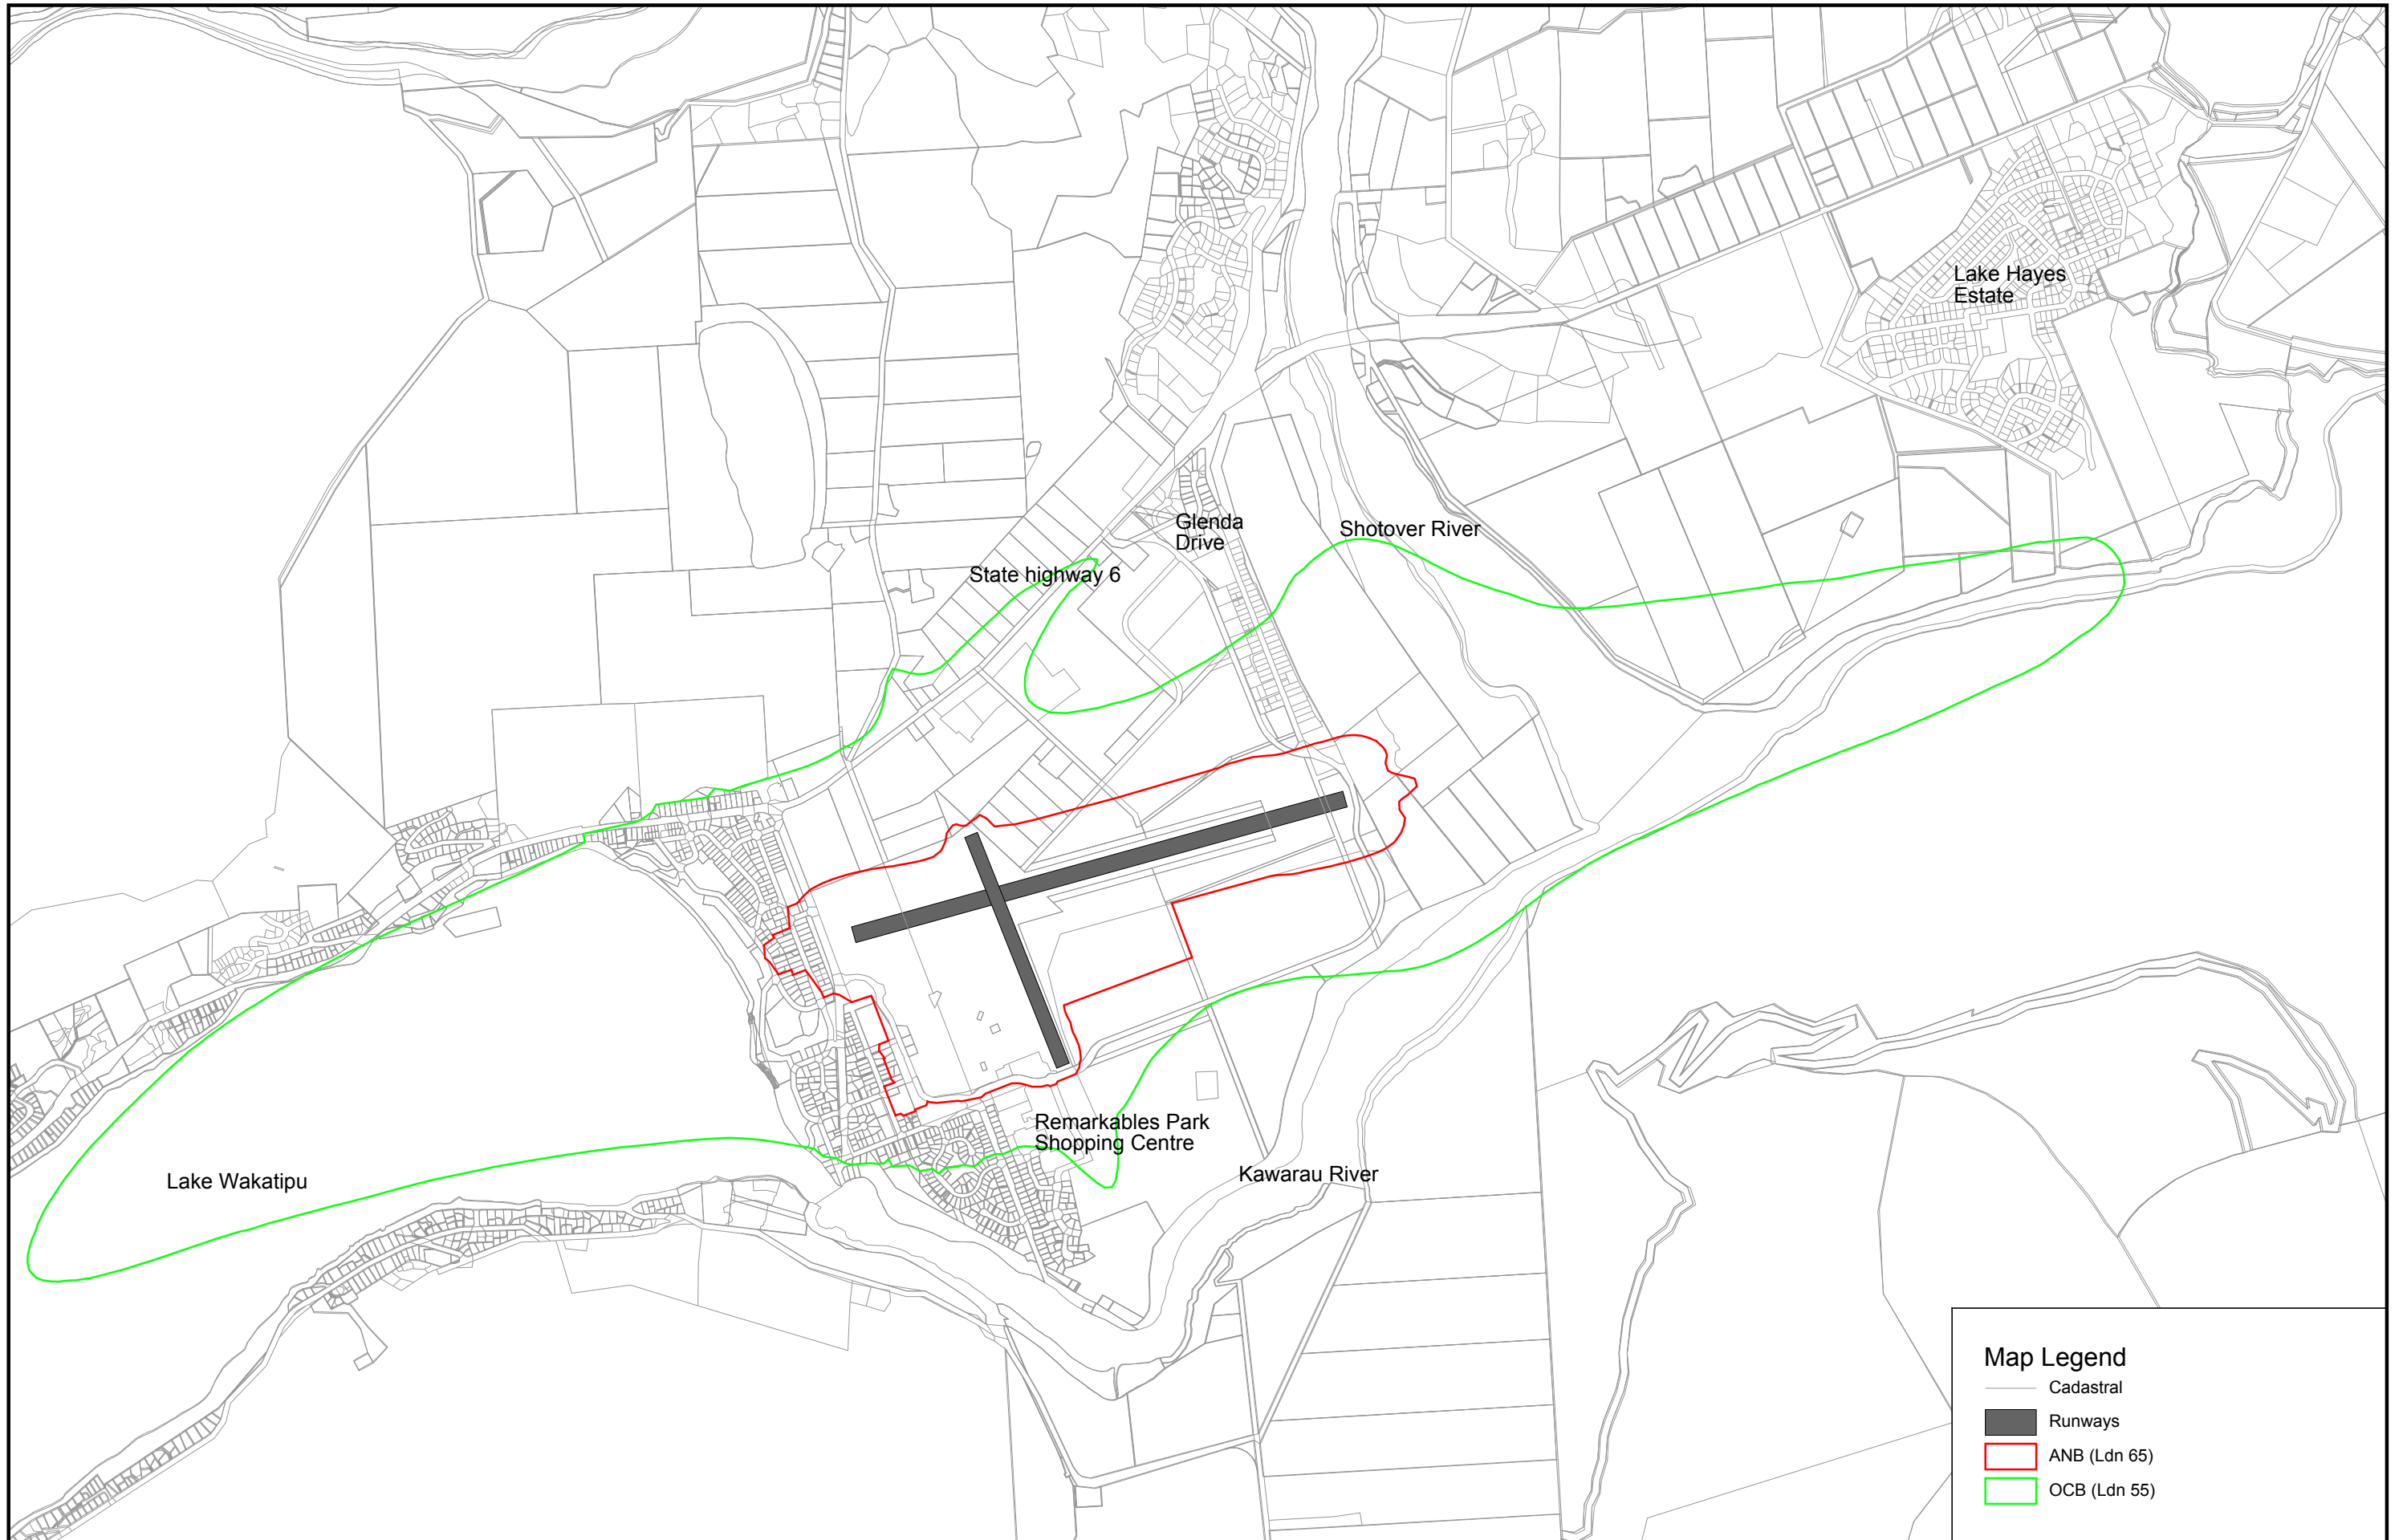 Lake Hayes
Estate
Glenda
Drive
Shotover River
State highway 6
Remarkables Park
Shopping Centre
Kawarau River
Lake Wakatipu
Map Legend
Cadastral
Runways
ANB (Ldn 65)
OCB (Ldn 55)